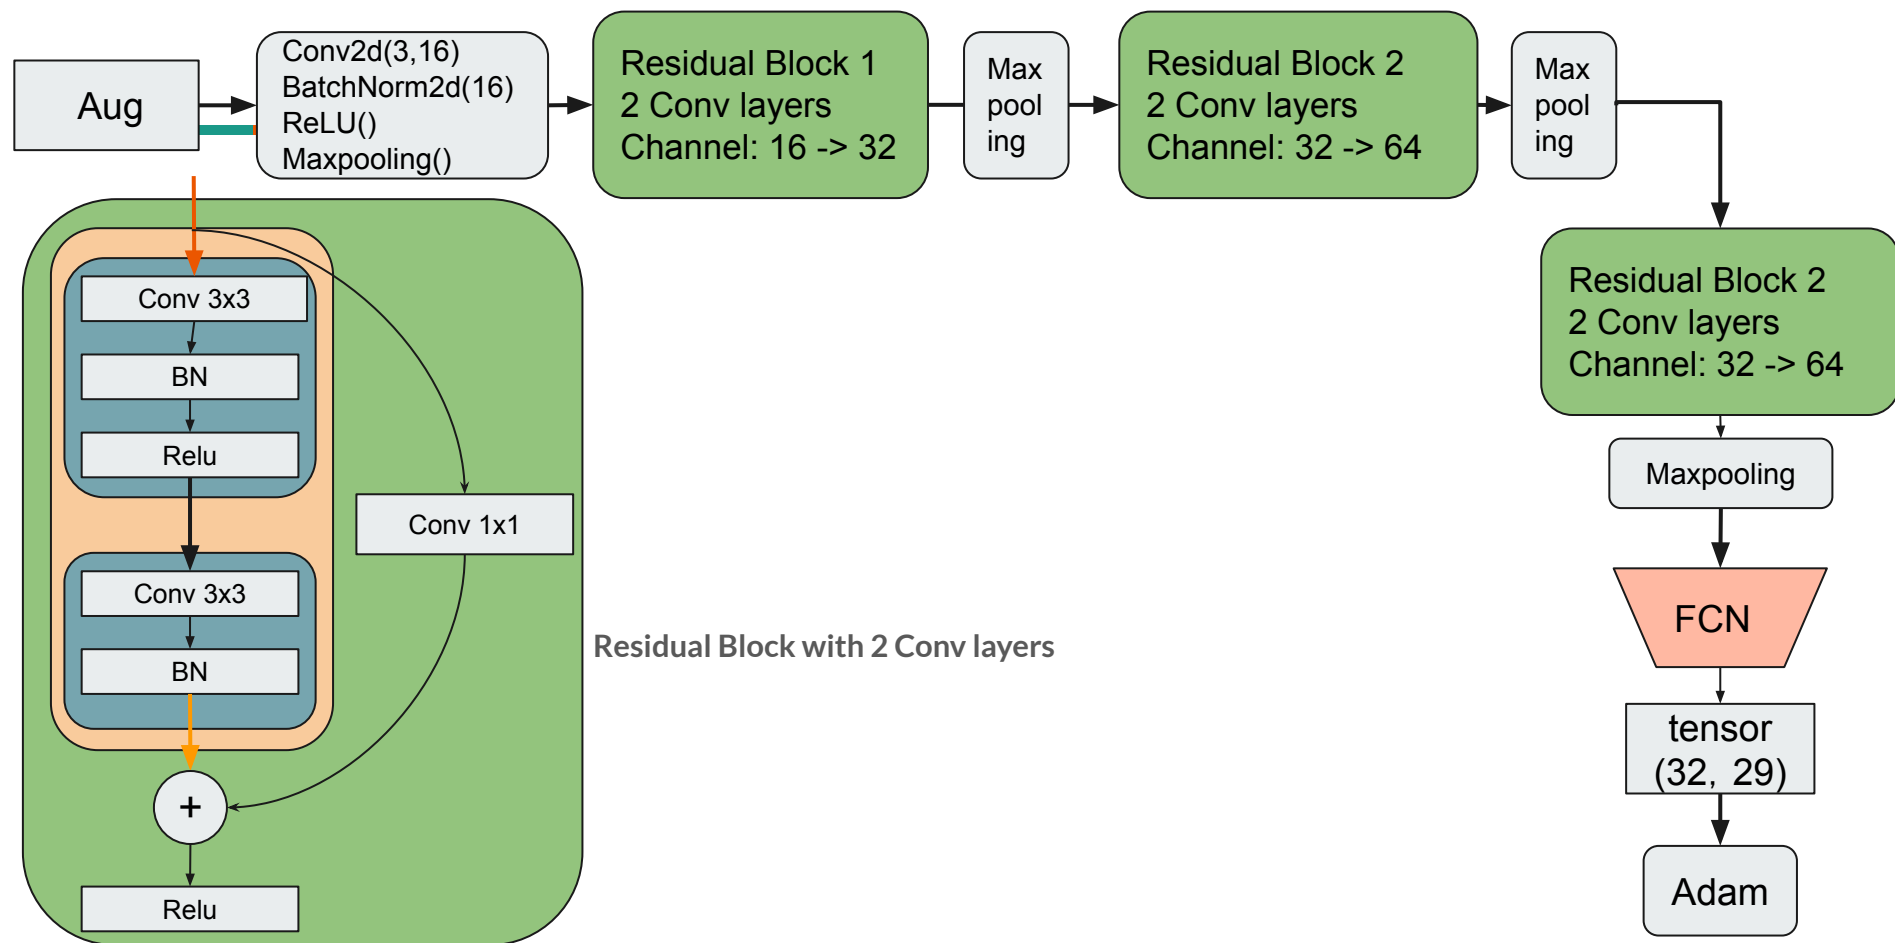 Aug
Conv2d(3,16)
BatchNorm2d(16)
ReLU()
Maxpooling()
Residual Block 1
2 Conv layers
Channel: 16 -> 32
Max
pool
ing
Residual Block 2
2 Conv layers
Channel: 32 -> 64
Max
pool
ing
Residual Block 2
2 Conv layers
Channel: 32 -> 64
Maxpooling
FCN
tensor
(32, 29)
Adam
Conv 3x3
BN
Relu
Conv 1x1
Conv 3x3
BN
+
Relu
Residual Block with 2 Conv layers